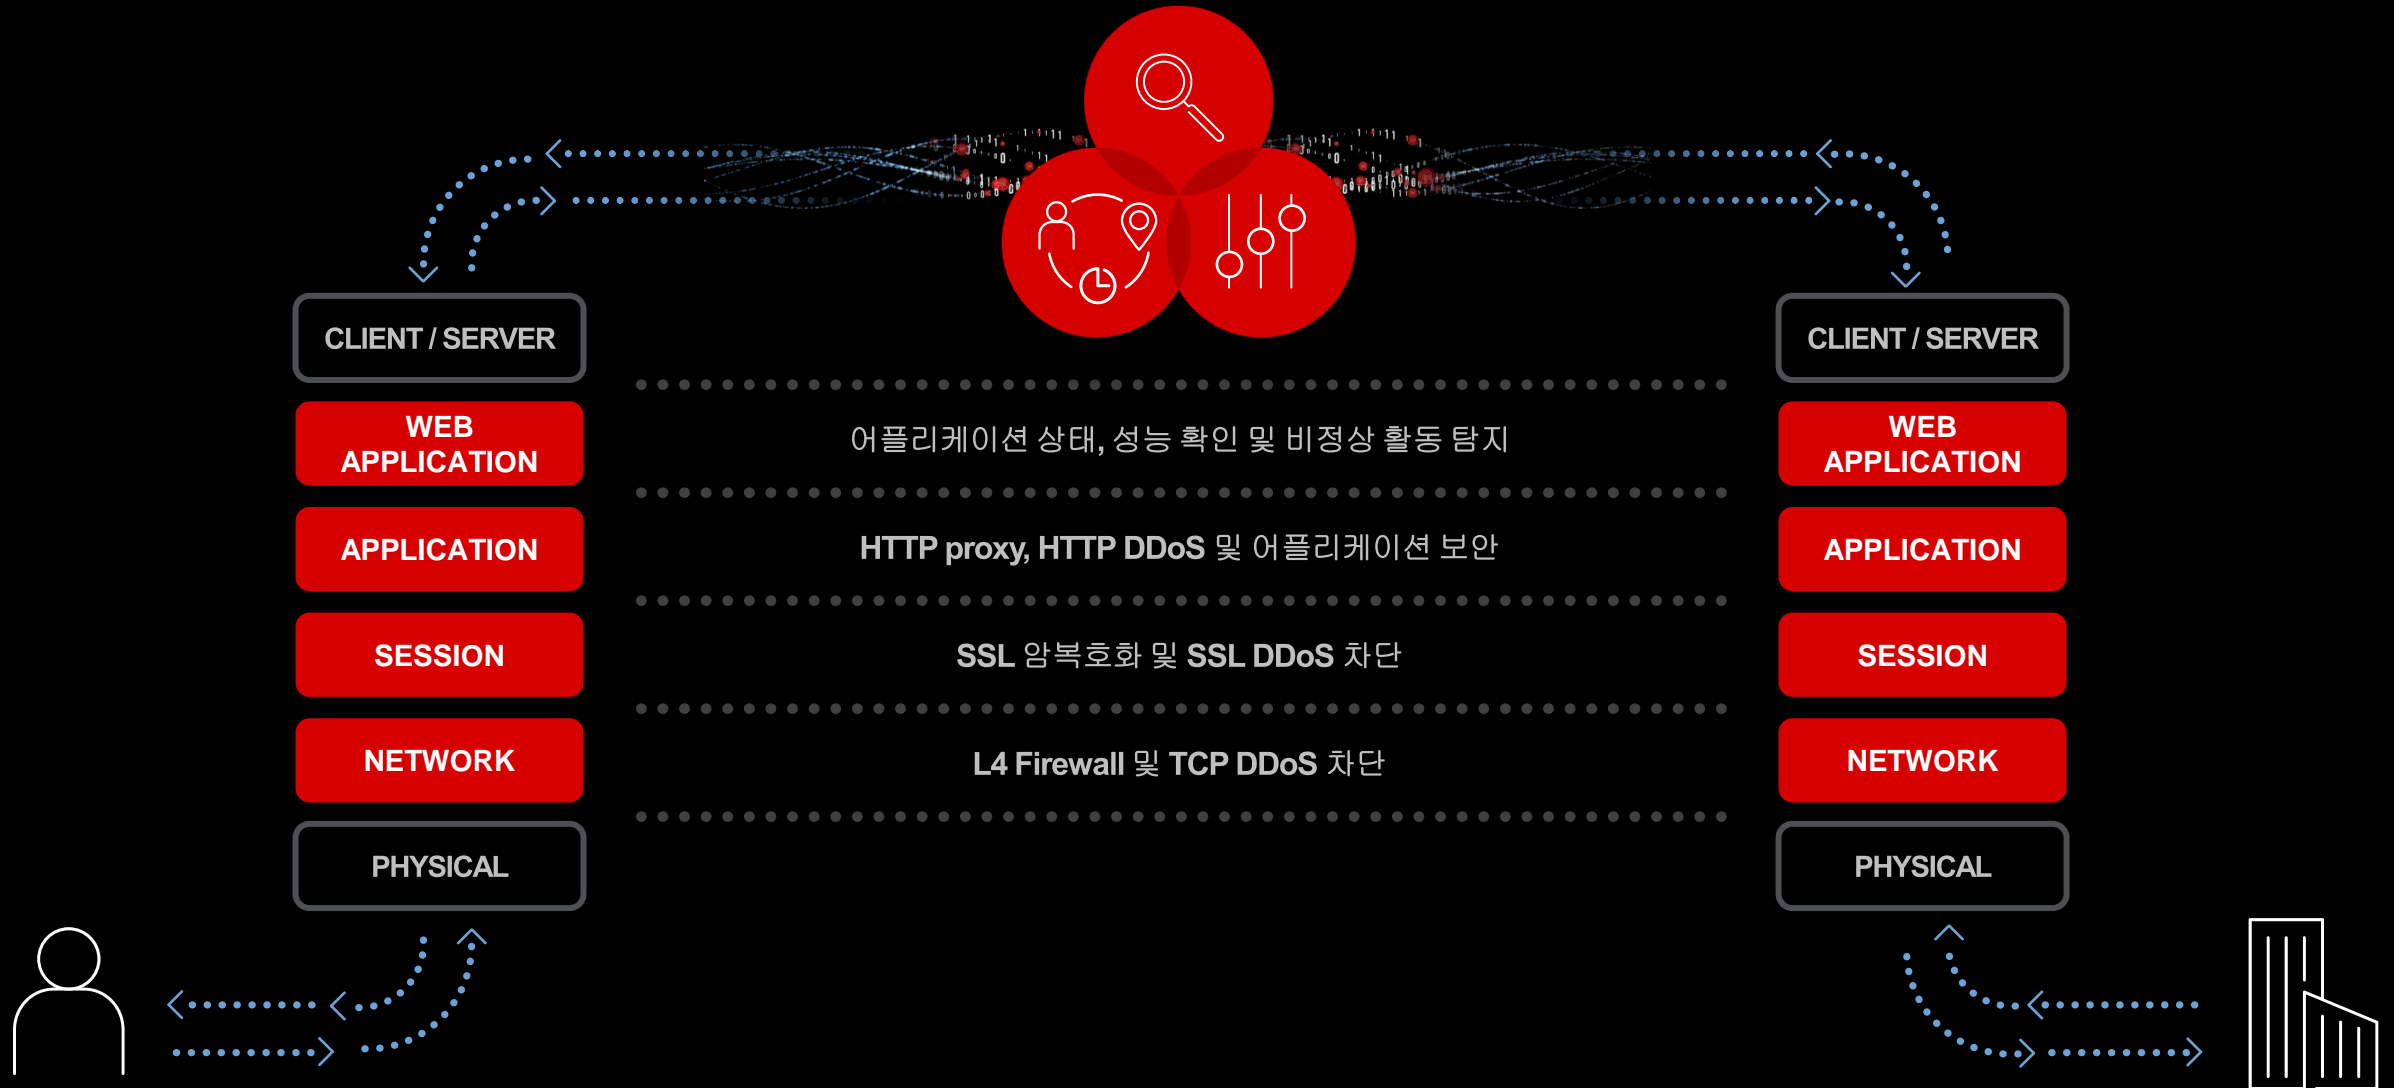 CLIENT / SERVER
CLIENT / SERVER
WEB
APPLICATION
어플리케이션 상태, 성능 확인 및 비정상 활동 탐지
WEB
APPLICATION
APPLICATION
HTTP proxy, HTTP DDoS 및 어플리케이션 보안
APPLICATION
SESSION
SSL 암복호화 및 SSL DDoS 차단
SESSION
NETWORK
L4 Firewall 및 TCP DDoS 차단
NETWORK
PHYSICAL
PHYSICAL